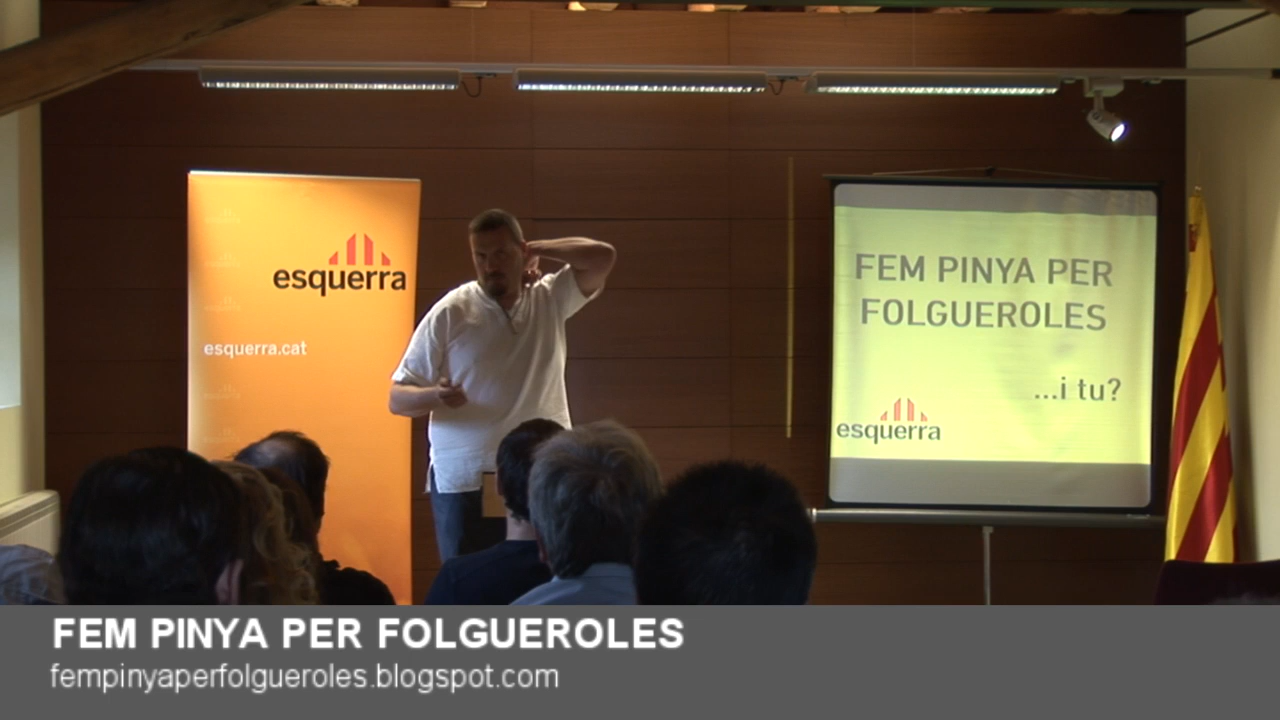 esquerra
esquerra.cat
FEM PINYA PER
FOLGUEROLES
...i tu?
esquerra
FEM PINYA PER FOLGUEROLES
fempinyaperfolgueroles.blogspot.com